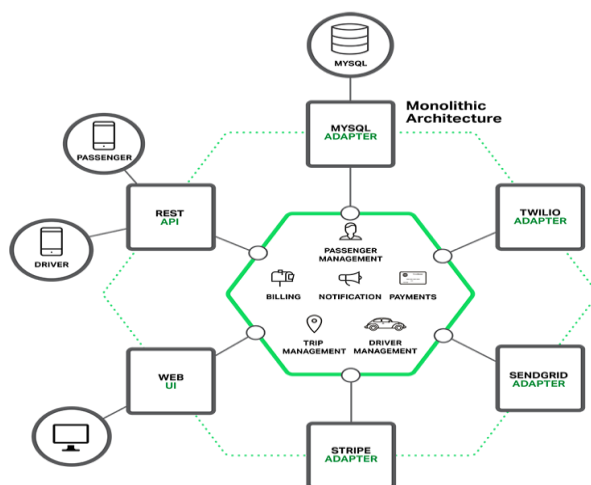 MYSQL
Monolithic
Architecture
MYSQL
ADAPTER
PASSENGER
REST
API
TWILIO
ADAPTER
DRIVER
PASSENGER
MANAGEMENT
BILLING
NOTIFICATION
PAYMENTS
TRIP
MANAGEMENT
DRIVER
MANAGEMENT
WEB
UI
SENDGRID
ADAPTER
STRIPE
ADAPTER